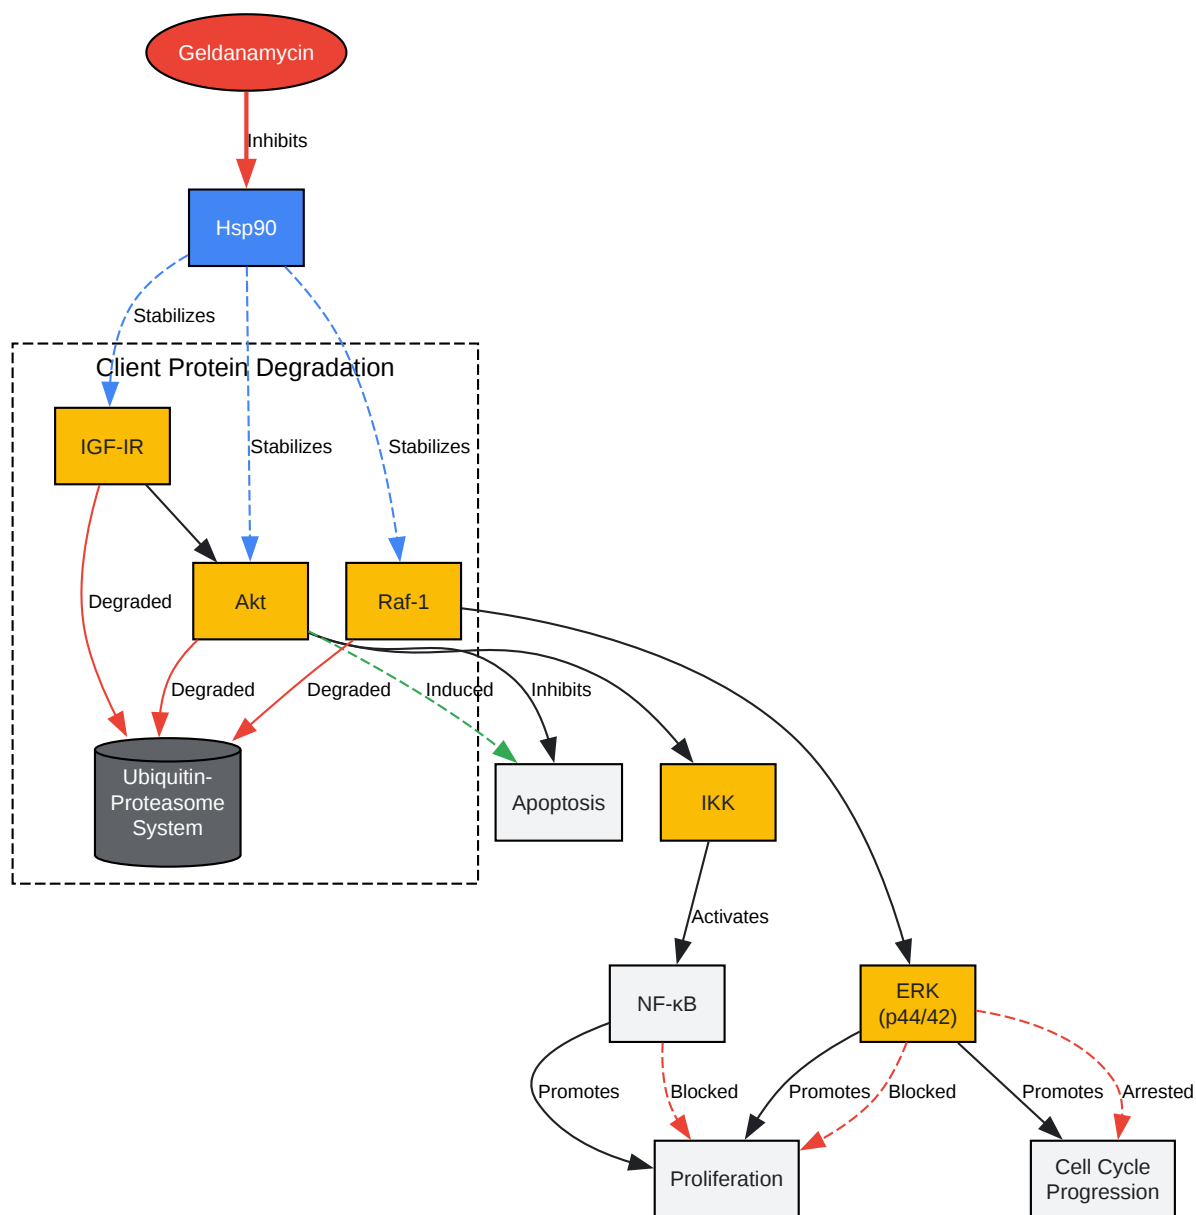 Geldanamycin
Inhibits
Hsp90
Stabilizes
Client Protein Degradation
IGF-IR
Stabilizes
Stabilizes
Degraded
Akt
Raf-1
Degraded
Degraded
Induced
Inhibits
Ubiquitin-
Proteasome
System
Apoptosis
IKK
Activates
NF-κB
ERK
(p44/42)
Promotes
Blocked
Promotes
Blocked
Promotes
Arrested
Proliferation
Cell Cycle
Progression